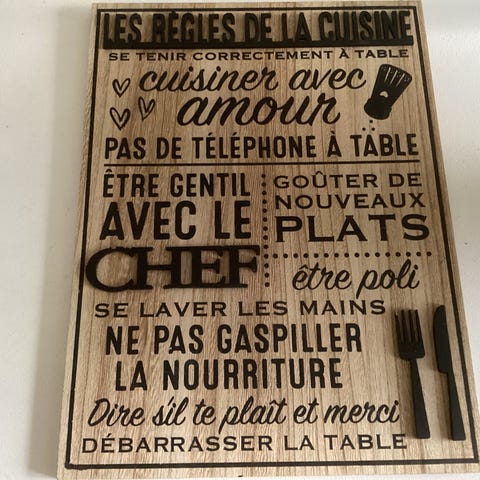 LES RÈGLES DE LA CUISINE
SE TENIR CORRECTEMENT À TABLE
cuisiner avec
amour
PAS DE TÉLÉPHONE À TABLE
ÊTRE GENTIL
AVEC LE
CHEF
GOÛTER DE
NOUVEAUX
PLATS
être poli
SE LAVER LES MAINS
NE PAS GASPILLER
LA NOURRITURE
Dire s'il te plaît et merci
DÉBARRASSER LA TABLE